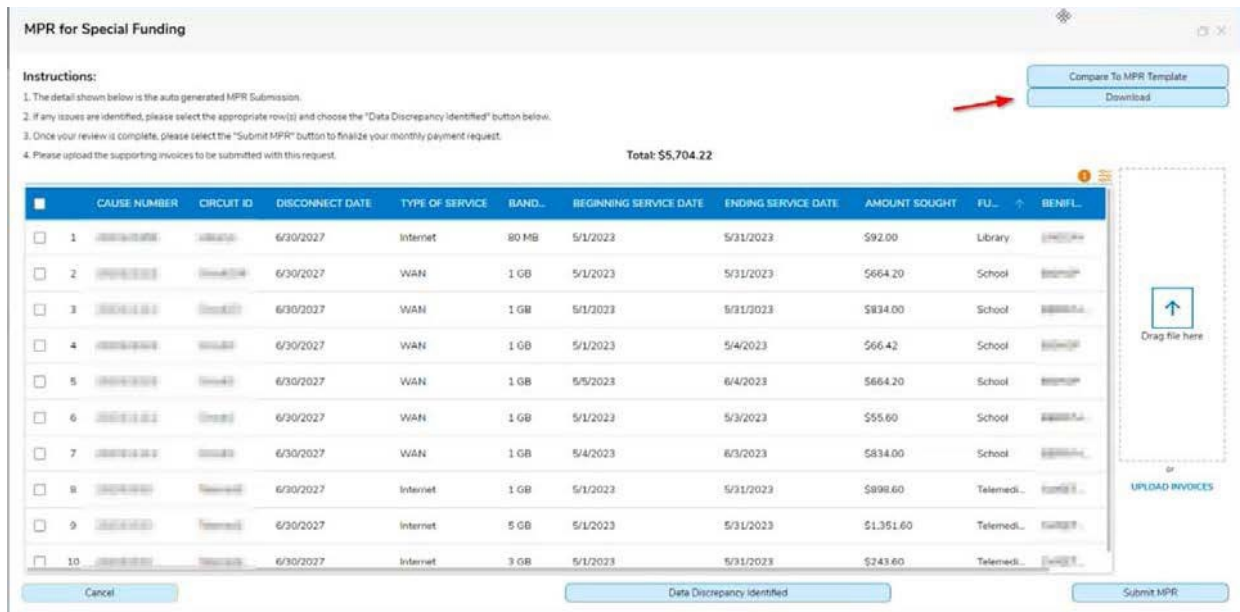 MPR for Special Funding
Instructions:
Compare To MPR Template
1. The detail shown below is the auto generated MPR Submission.
Download
2. If any issues are identified, please select the appropriate row(s) and choose the "Data Discrepancy Identified" button below.
3. Once your review is complete, please select the "Submit MPR" button to finalize your monthly payment request.
4. Please upload the supporting invoices to be submitted with this request.
Total: $5,704.22
1
CAUSE NUMBER CIRCUIT ID DISCONNECT DATE TYPE OF SERVICE BAND... BEGINNING SERVICE DATE ENDING SERVICE DATE AMOUNT SOUGHT FU... BENIFI...
1 6/30/2027 Internet 80 MB 5/1/2023 5/31/2023 $92.00 Library
2 6/30/2027 WAN 1 GB 5/1/2023 5/31/2023 $664.20 School
3 6/30/2027 WAN 1 GB 5/1/2023 5/31/2023 $834.00 School
4 6/30/2027 WAN 1 GB 5/1/2023 5/4/2023 $66.42 School
5 6/30/2027 WAN 1 GB 5/5/2023 6/4/2023 $664.20 School
6 6/30/2027 WAN 1 GB 5/1/2023 5/3/2023 $55.60 School
7 6/30/2027 WAN 1 GB 5/4/2023 6/3/2023 $834.00 School
8 6/30/2027 Internet 1 GB 5/1/2023 5/31/2023 $898.60 Telemedi...
9 6/30/2027 Internet 5 GB 5/1/2023 5/31/2023 $1,351.60 Telemedi...
10 6/30/2027 Internet 3 GB 5/1/2023 5/31/2023 $243.60 Telemedi...
Drag file here
or
UPLOAD INVOICES
Cancel
Data Discrepancy Identified
Submit MPR